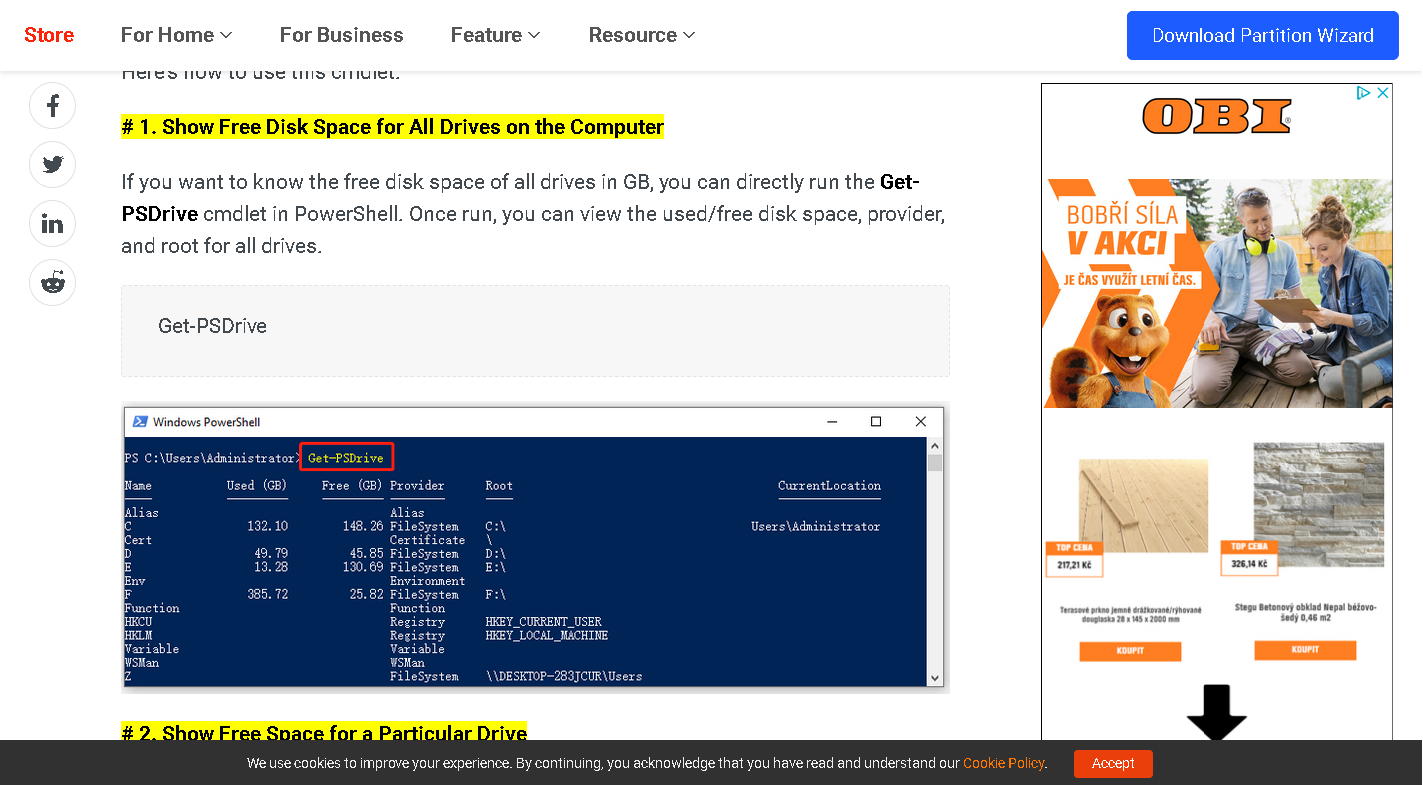 Store For Home For Business Feature Resource Download Partition Wizard
Here's how to use this cmdlet.
# 1. Show Free Disk Space for All Drives on the Computer
If you want to know the free disk space of all drives in GB, you can directly run the Get-
PSDrive cmdlet in PowerShell. Once run, you can view the used/free disk space, provider,
and root for all drives.
Get-PSDrive
Windows PowerShell
PS C:\Users\Administrator> Get-PSDrive
Name Used (GB) Free (GB) Provider Root CurrentLocation
Alias Alias
C 132.10 148.26 FileSystem C:\ Users\Administrator
Cert Certificate \
D 49.79 45.85 FileSystem D:\
E 13.28 130.69 FileSystem E:\
Env Environment
F 385.72 25.82 FileSystem F:\
Function Function
HKCU Registry HKEY_CURRENT_USER
HKLM Registry HKEY_LOCAL_MACHINE
Variable Variable
WSMan WSMan
Z FileSystem \\DESKTOP-283JCUR\Users
# 2. Show Free Space for a Particular Drive
OBI®
BOBŘÍ SÍLA
V AKCI
JE ČAS VYUŽÍT LETNÍ ČAS.
TOP CENA
217,21 Kč
Terasové prkno jemně drážkované/rýhované
douglaska 28 x 145 x 2000 mm
KOUPIT
TOP CENA
326,14 Kč
Stegu Betonový obklad Nepal béžovo-
šedý 0,46 m2
KOUPIT
We use cookies to improve your experience. By continuing, you acknowledge that you have read and understand our Cookie Policy. Accept